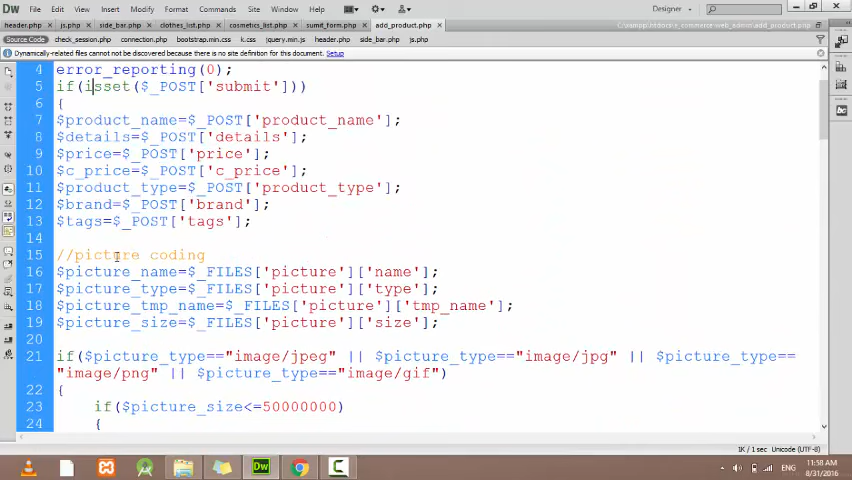 Dw File Edit View Insert Modify Format Commands Site Window Help Designer
header.php × js.php × side_bar.php × clothes_list.php × cosmetics_list.php × sumit_form.php × add_product.php ×
Source Code check_session.php connection.php bootstrap.min.css k.css jquery.min.js header.php side_bar.php js.php
Dynamically-related files cannot not be discovered because there is no site definition for this document. Setup
4 error_reporting(0);
5 if(isset($_POST['submit']))
6 {
7 $product_name=$_POST['product_name'];
8 $details=$_POST['details'];
9 $price=$_POST['price'];
10 $c_price=$_POST['c_price'];
11 $product_type=$_POST['product_type'];
12 $brand=$_POST['brand'];
13 $tags=$_POST['tags'];
14
15 //picture coding
16 $picture_name=$_FILES['picture']['name'];
17 $picture_type=$_FILES['picture']['type'];
18 $picture_tmp_name=$_FILES['picture']['tmp_name'];
19 $picture_size=$_FILES['picture']['size'];
20
21 if($picture_type=="image/jpeg" || $picture_type=="image/jpg" || $picture_type==
"image/png" || $picture_type=="image/gif")
22 {
23 if($picture_size<=50000000)
24 {
1K / 1 sec Unicode (UTF-8)
Dw ENG 11:58 AM
8/31/2016